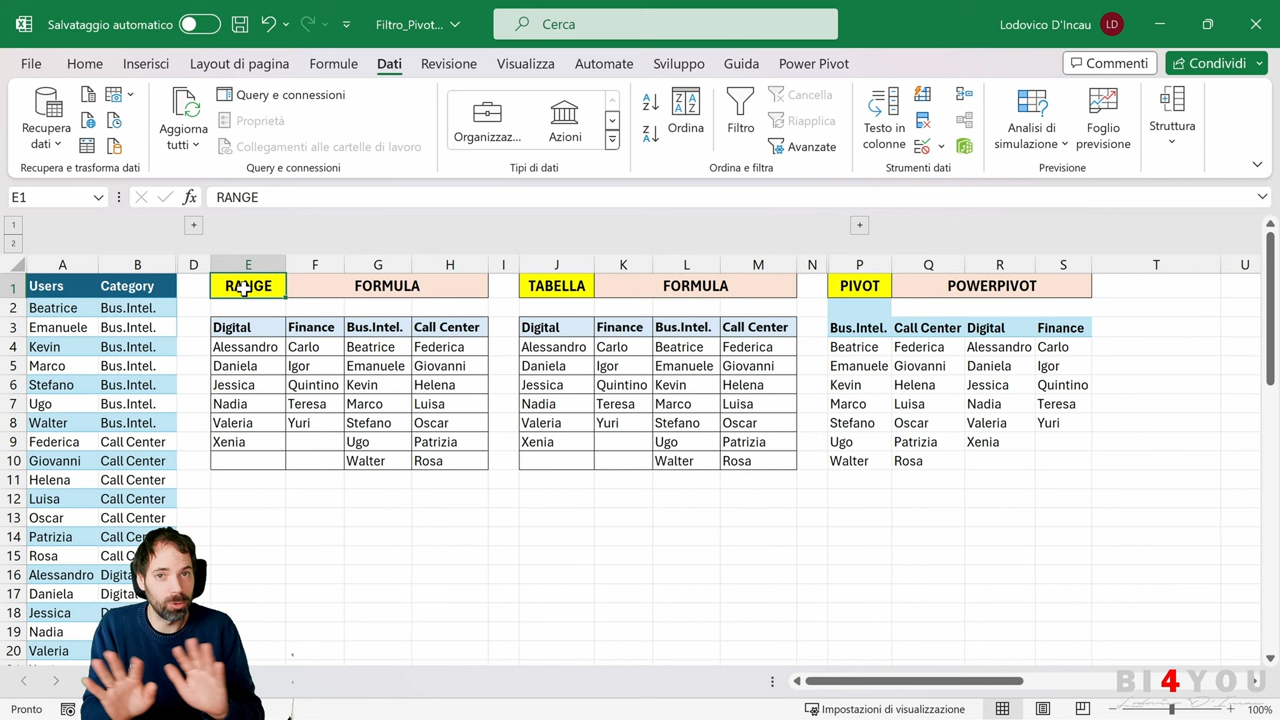 Salvataggio automatico
Filtro_Pivot...
Cerca
Lodovico D'Incau
LD
File Home Inserisci Layout di pagina Formule Dati Revisione Visualizza Automate Sviluppo Guida Power Pivot
Commenti
Condividi
Recupera dati
Recupera e trasforma dati
Aggiorna tutti
Query e connessioni
Proprietà
Collegamenti alle cartelle di lavoro
Query e connessioni
Organizzaz...
Azioni
Tipi di dati
Ordina
Filtro
Cancella
Riapplica
Avanzate
Ordina e filtra
Testo in colonne
Strumenti dati
Analisi di simulazione
Foglio previsione
Previsione
Struttura
E1
fx
RANGE
1
2
A B D E F G H I J K L M N P Q R S T U
1 Users Category RANGE FORMULA TABELLA FORMULA PIVOT POWERPIVOT
2 Beatrice Bus.Intel.
3 Emanuele Bus.Intel. Digital Finance Bus.Intel. Call Center Digital Finance Bus.Intel. Call Center Bus.Intel. Call Center Digital Finance
4 Kevin Bus.Intel. Alessandro Carlo Beatrice Federica Alessandro Carlo Beatrice Federica Beatrice Federica Alessandro Carlo
5 Marco Bus.Intel. Daniela Igor Emanuele Giovanni Daniela Igor Emanuele Giovanni Emanuele Giovanni Daniela Igor
6 Stefano Bus.Intel. Jessica Quintino Kevin Helena Jessica Quintino Kevin Helena Kevin Helena Jessica Quintino
7 Ugo Bus.Intel. Nadia Teresa Marco Luisa Nadia Teresa Marco Luisa Marco Luisa Nadia Teresa
8 Walter Bus.Intel. Valeria Yuri Stefano Oscar Valeria Yuri Stefano Oscar Stefano Oscar Valeria Yuri
9 Federica Call Center Xenia Ugo Patrizia Xenia Ugo Patrizia Ugo Patrizia Xenia
10 Giovanni Call Center Walter Rosa Walter Rosa Walter Rosa
11 Helena Call Center
12 Luisa Call Center
13 Oscar Call Center
14 Patrizia Call Cen
15 Rosa Call C
16 Alessandro Digita
17 Daniela Digita
18 Jessica Digita
19 Nadia
20 Valeria
BI4YOU
Pronto
Impostazioni di visualizzazione
100%